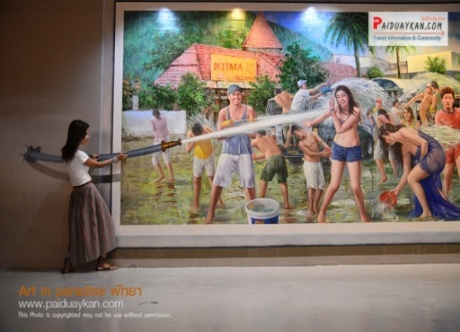 PAIDUAYKAN.COM
Travel Information & Community
Art in paradise พัทยา
www.paiduaykan.com
This Photo is copyrighted may not be use without permission.